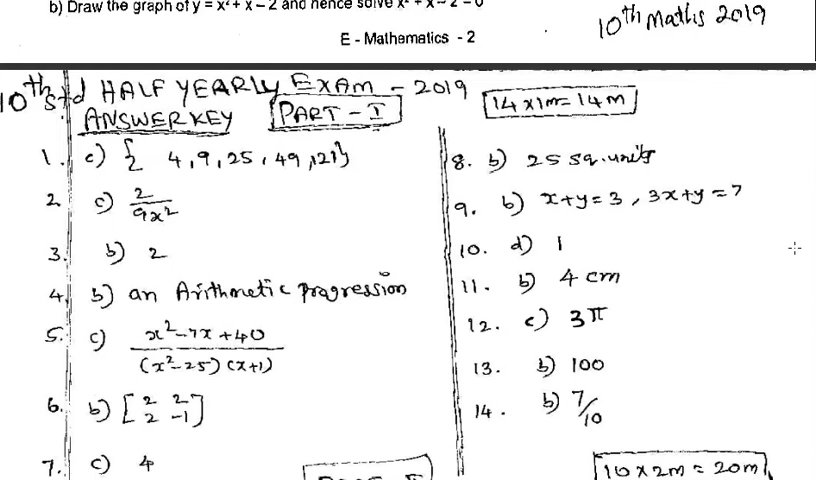 b) Draw the graph of y = x² + x – 2 and hence solve x² + x – 2 = 0
E - Mathematics - 2
10th Maths 2019
10th std HALF YEARLY EXAM - 2019
ANSWER KEY PART - I 14 x 1m = 14 m
1. c) { 4, 9, 25, 49, 121}
2. c) 2/9x²
3. b) 2
4. b) an Arithmetic progression
5. c) x²-7x+40/(x²-25)(x+1)
6. b) [2 2
2 -1]
7. c) 4
8. b) 25 sq. units
9. b) x+y = 3, 3x+y = 7
10. d) 1
11. b) 4 cm
12. c) 3π
13. b) 100
14. b) 7/10
10 x 2m = 20m